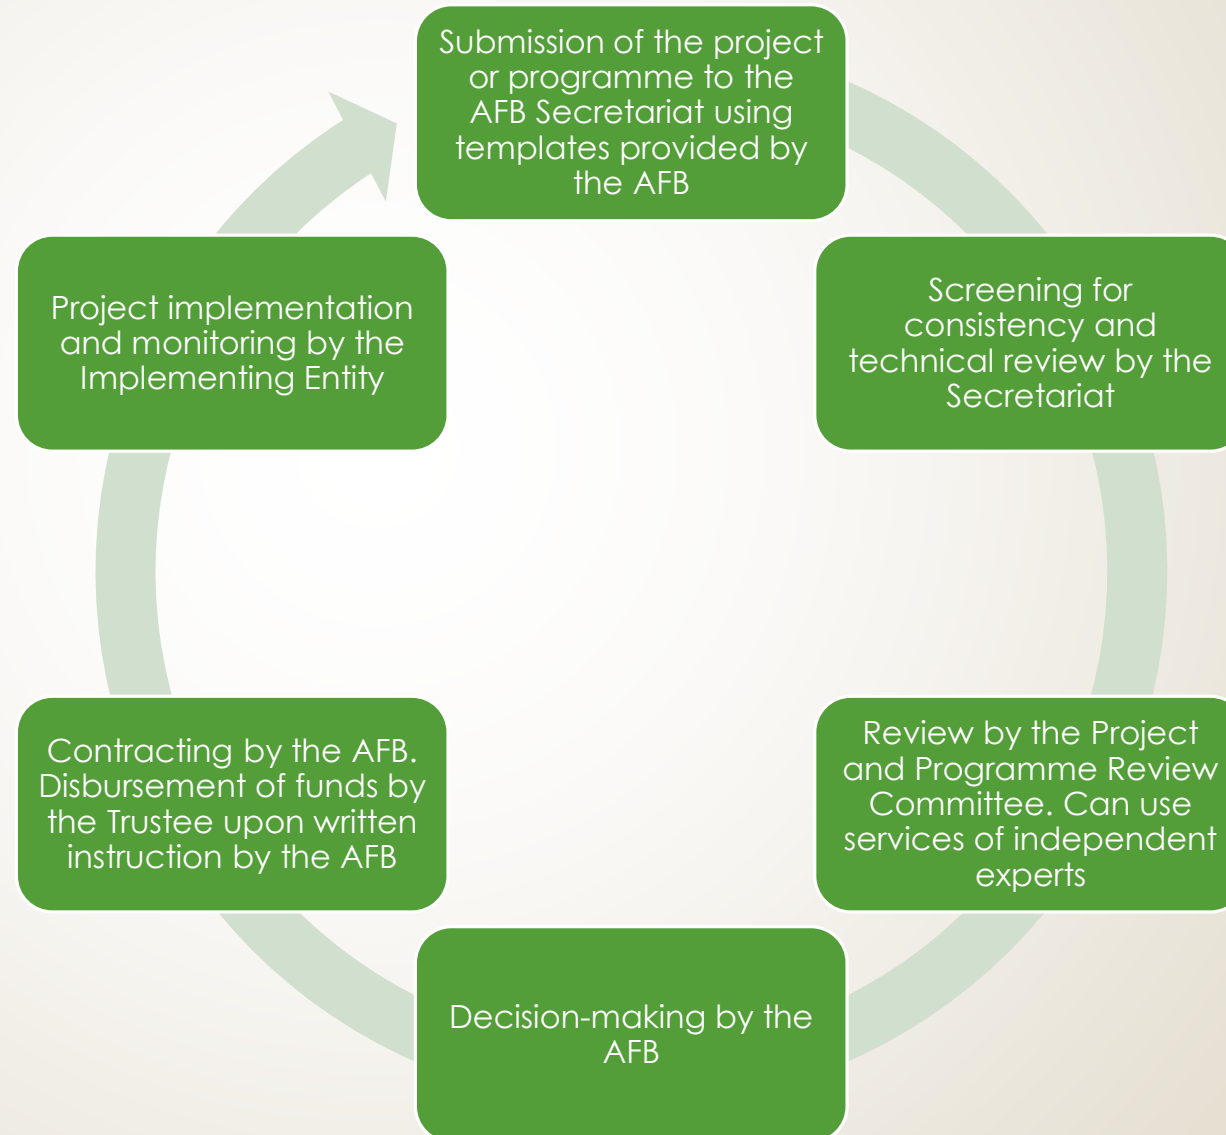 Submission of the project
or programme to the
AFB Secretariat using
templates provided by
the AFB
Screening for
consistency and
technical review by the
Secretariat
Review by the Project
and Programme Review
Committee. Can use
services of independent
experts
Decision-making by the
AFB
Contracting by the AFB.
Disbursement of funds by
the Trustee upon written
instruction by the AFB
Project implementation
and monitoring by the
Implementing Entity